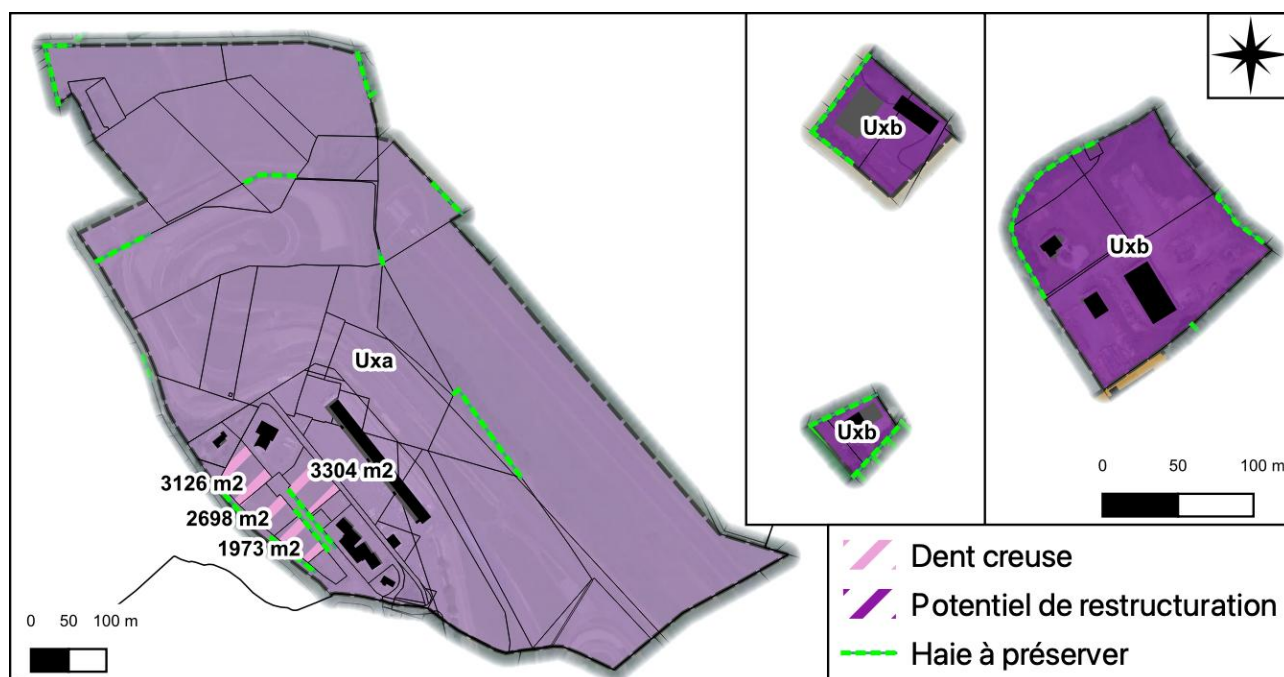 Uxa
3126 m2
3304 m2
2698 m2
1973 m2
0 50 100 m
Uxb
Uxb
Uxb
0 50 100 m
Dent creuse
Potentiel de restructuration
Haie à préserver